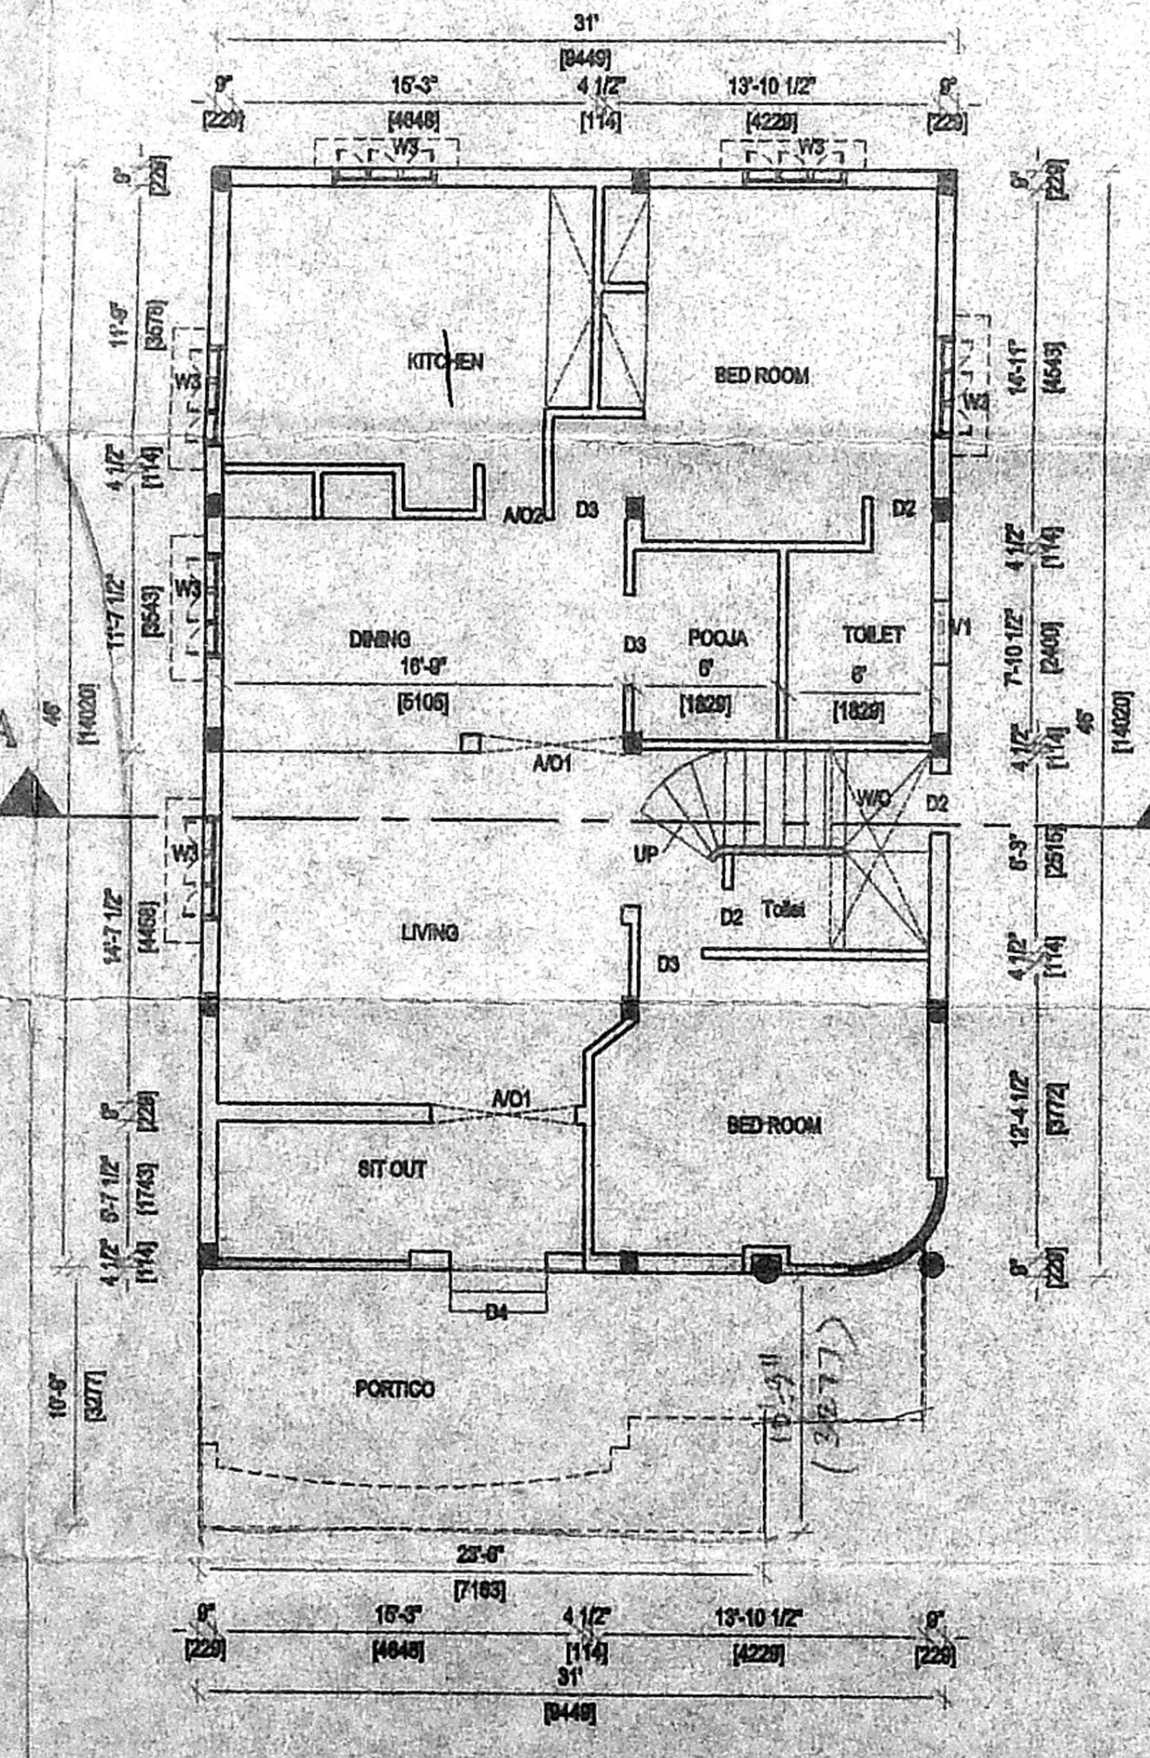 31'
[9449]
9" 15'-3" 4 1/2" 13'-10 1/2" 9"
[229] [4648] [114] [4229] [229]
W3 W3
9"
[229]
9"
[229]
11'-9"
[3578]
W3
KITCHEN
BED ROOM
W3
14'-11"
[4543]
4 1/2"
[114]
A/O2 D3 D2
4 1/2"
[114]
W3
11'-7 1/2"
[3543]
DINING
16'-9"
[5105]
D3
POOJA
6'
[1829]
TOILET
6'
[1829]
V1
7'-10 1/2"
[2400]
46'
[14020]
46'
[14020]
A
A/O1
4 1/2"
[114]
W/O D2
UP
W3
8'-3"
[2515]
14'-7 1/2"
[4458]
LIVING
D2 Toilet
D3
4 1/2"
[114]
A/O1
9"
[229]
BED ROOM
12'-4 1/2"
[3772]
SIT OUT
5'-7 1/2"
[1743]
4 1/2"
[114]
9"
[229]
D4
PORTICO
10'-9"
[3277]
10'-9"
(3277)
23'-6"
[7163]
9" 15'-3" 4 1/2" 13'-10 1/2" 9"
[229] [4648] [114] [4229] [229]
31'
[9449]